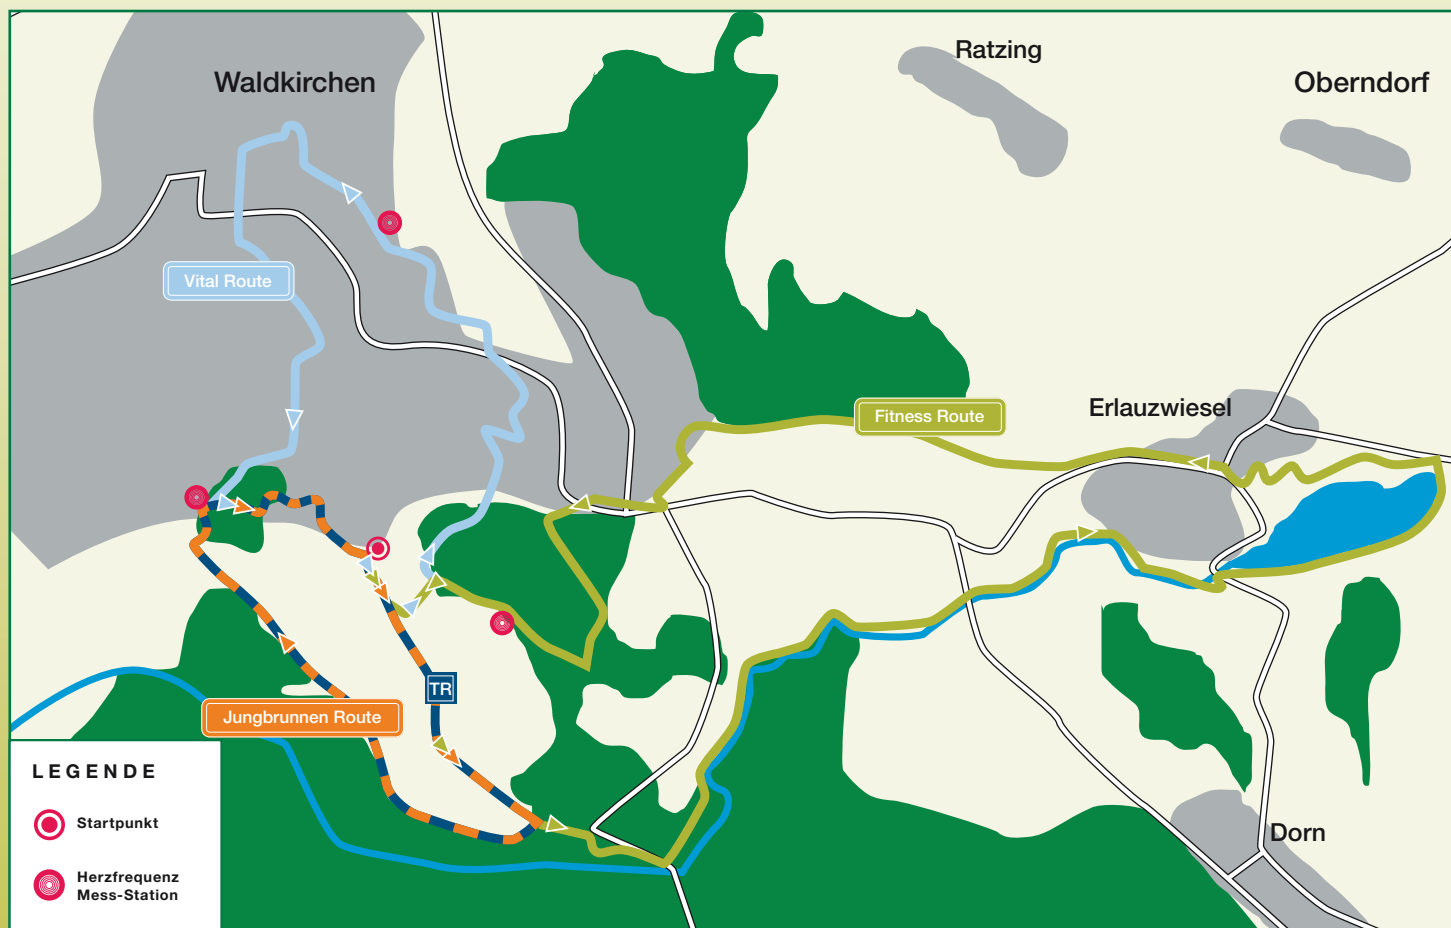 Ratzing
Waldkirchen
Oberndorf
Vital Route
Erlauzwiesel
Fitness Route
TR
Jungbrunnen Route
LEGENDE
Startpunkt
Herzfrequenz
Mess-Station
Dorn